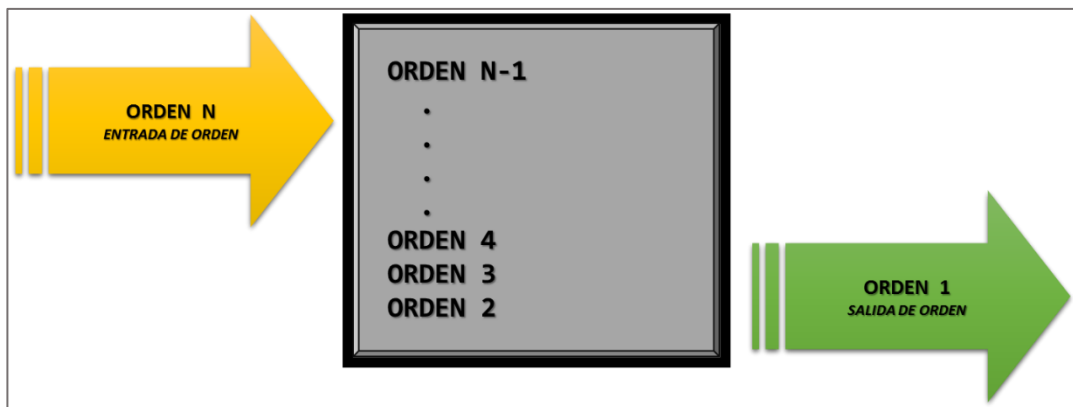 ORDEN N
ENTRADA DE ORDEN
ORDEN N-1
.
.
.
.
ORDEN 4
ORDEN 3
ORDEN 2
ORDEN 1
SALIDA DE ORDEN